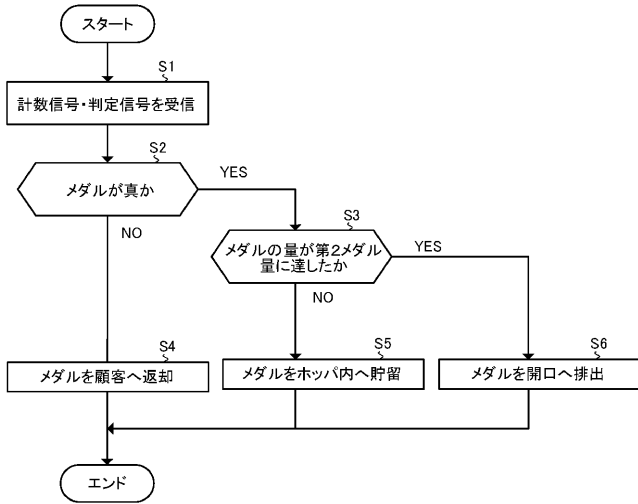 スタート
S1
計数信号・判定信号を受信
S2
メダルが真か
YES
NO
S3
メダルの量が第2メダル
量に達したか
YES
NO
S4
メダルを顧客へ返却
S5
メダルをホッパ内へ貯留
S6
メダルを開口へ排出
エンド